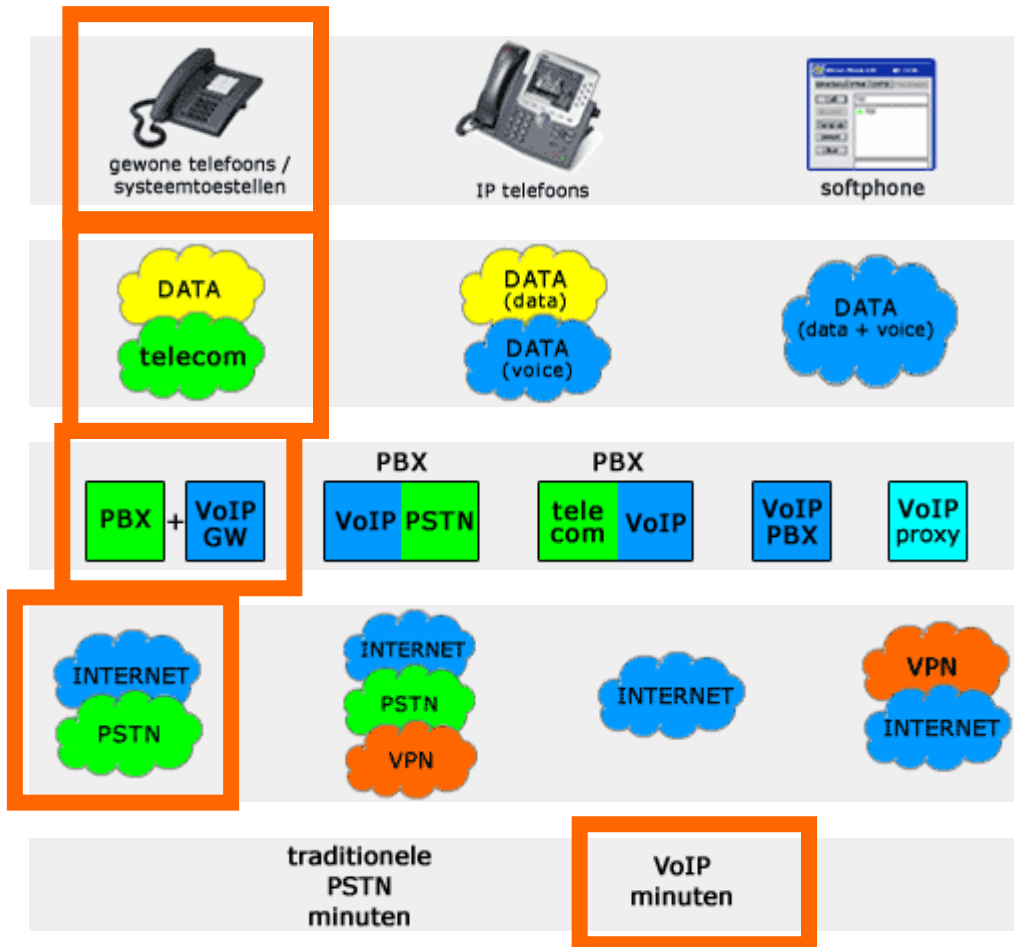 gewone telefoons /
systeemtoestellen
IP telefoons
softphone
DATA
telecom
DATA
(data)
DATA
(voice)
DATA
(data + voice)
PBX
+
VoIP
GW
PBX
VoIP PSTN
PBX
tele
com
VoIP
VoIP
PBX
VoIP
proxy
INTERNET
PSTN
INTERNET
PSTN
VPN
INTERNET
VPN
INTERNET
traditionele
PSTN
minuten
VoIP
minuten